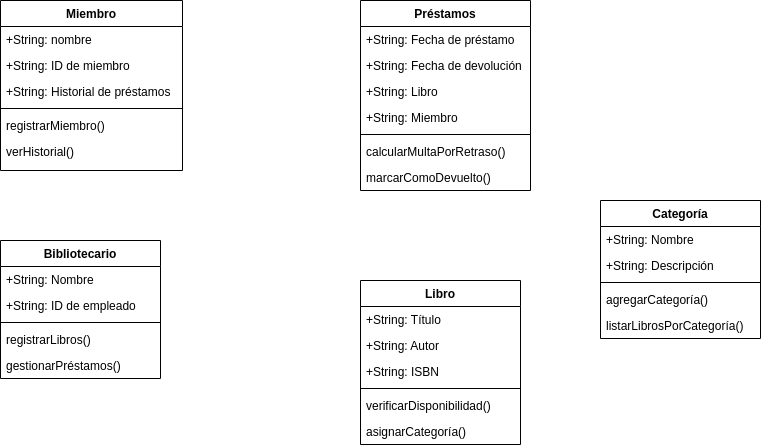 Miembro
+String: nombre
+String: ID de miembro
+String: Historial de préstamos
registrarMiembro()
verHistorial()
Préstamos
+String: Fecha de préstamo
+String: Fecha de devolución
+String: Libro
+String: Miembro
calcularMultaPorRetraso()
marcarComoDevuelto()
Categoría
+String: Nombre
+String: Descripción
agregarCategoría()
listarLibrosPorCategoría()
Bibliotecario
+String: Nombre
+String: ID de empleado
registrarLibros()
gestionarPréstamos()
Libro
+String: Título
+String: Autor
+String: ISBN
verificarDisponibilidad()
asignarCategoría()